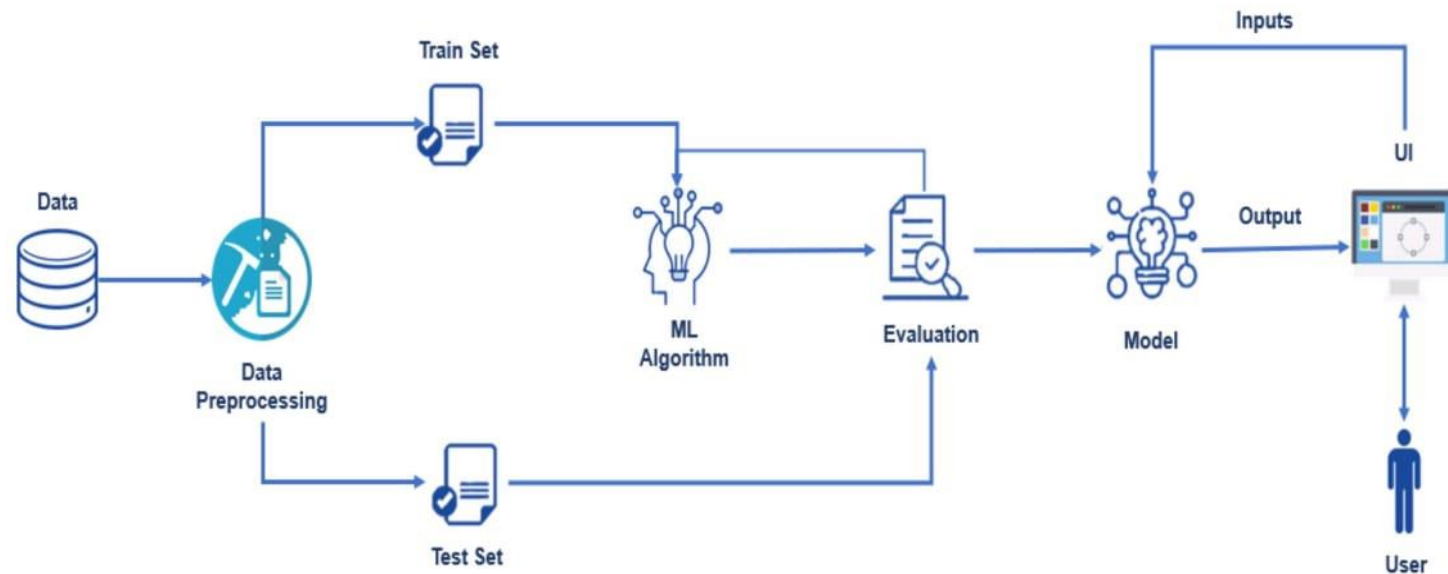 Inputs
Train Set
UI
Data
Output
ML
Algorithm
Evaluation
Model
Data
Preprocessing
Test Set
User